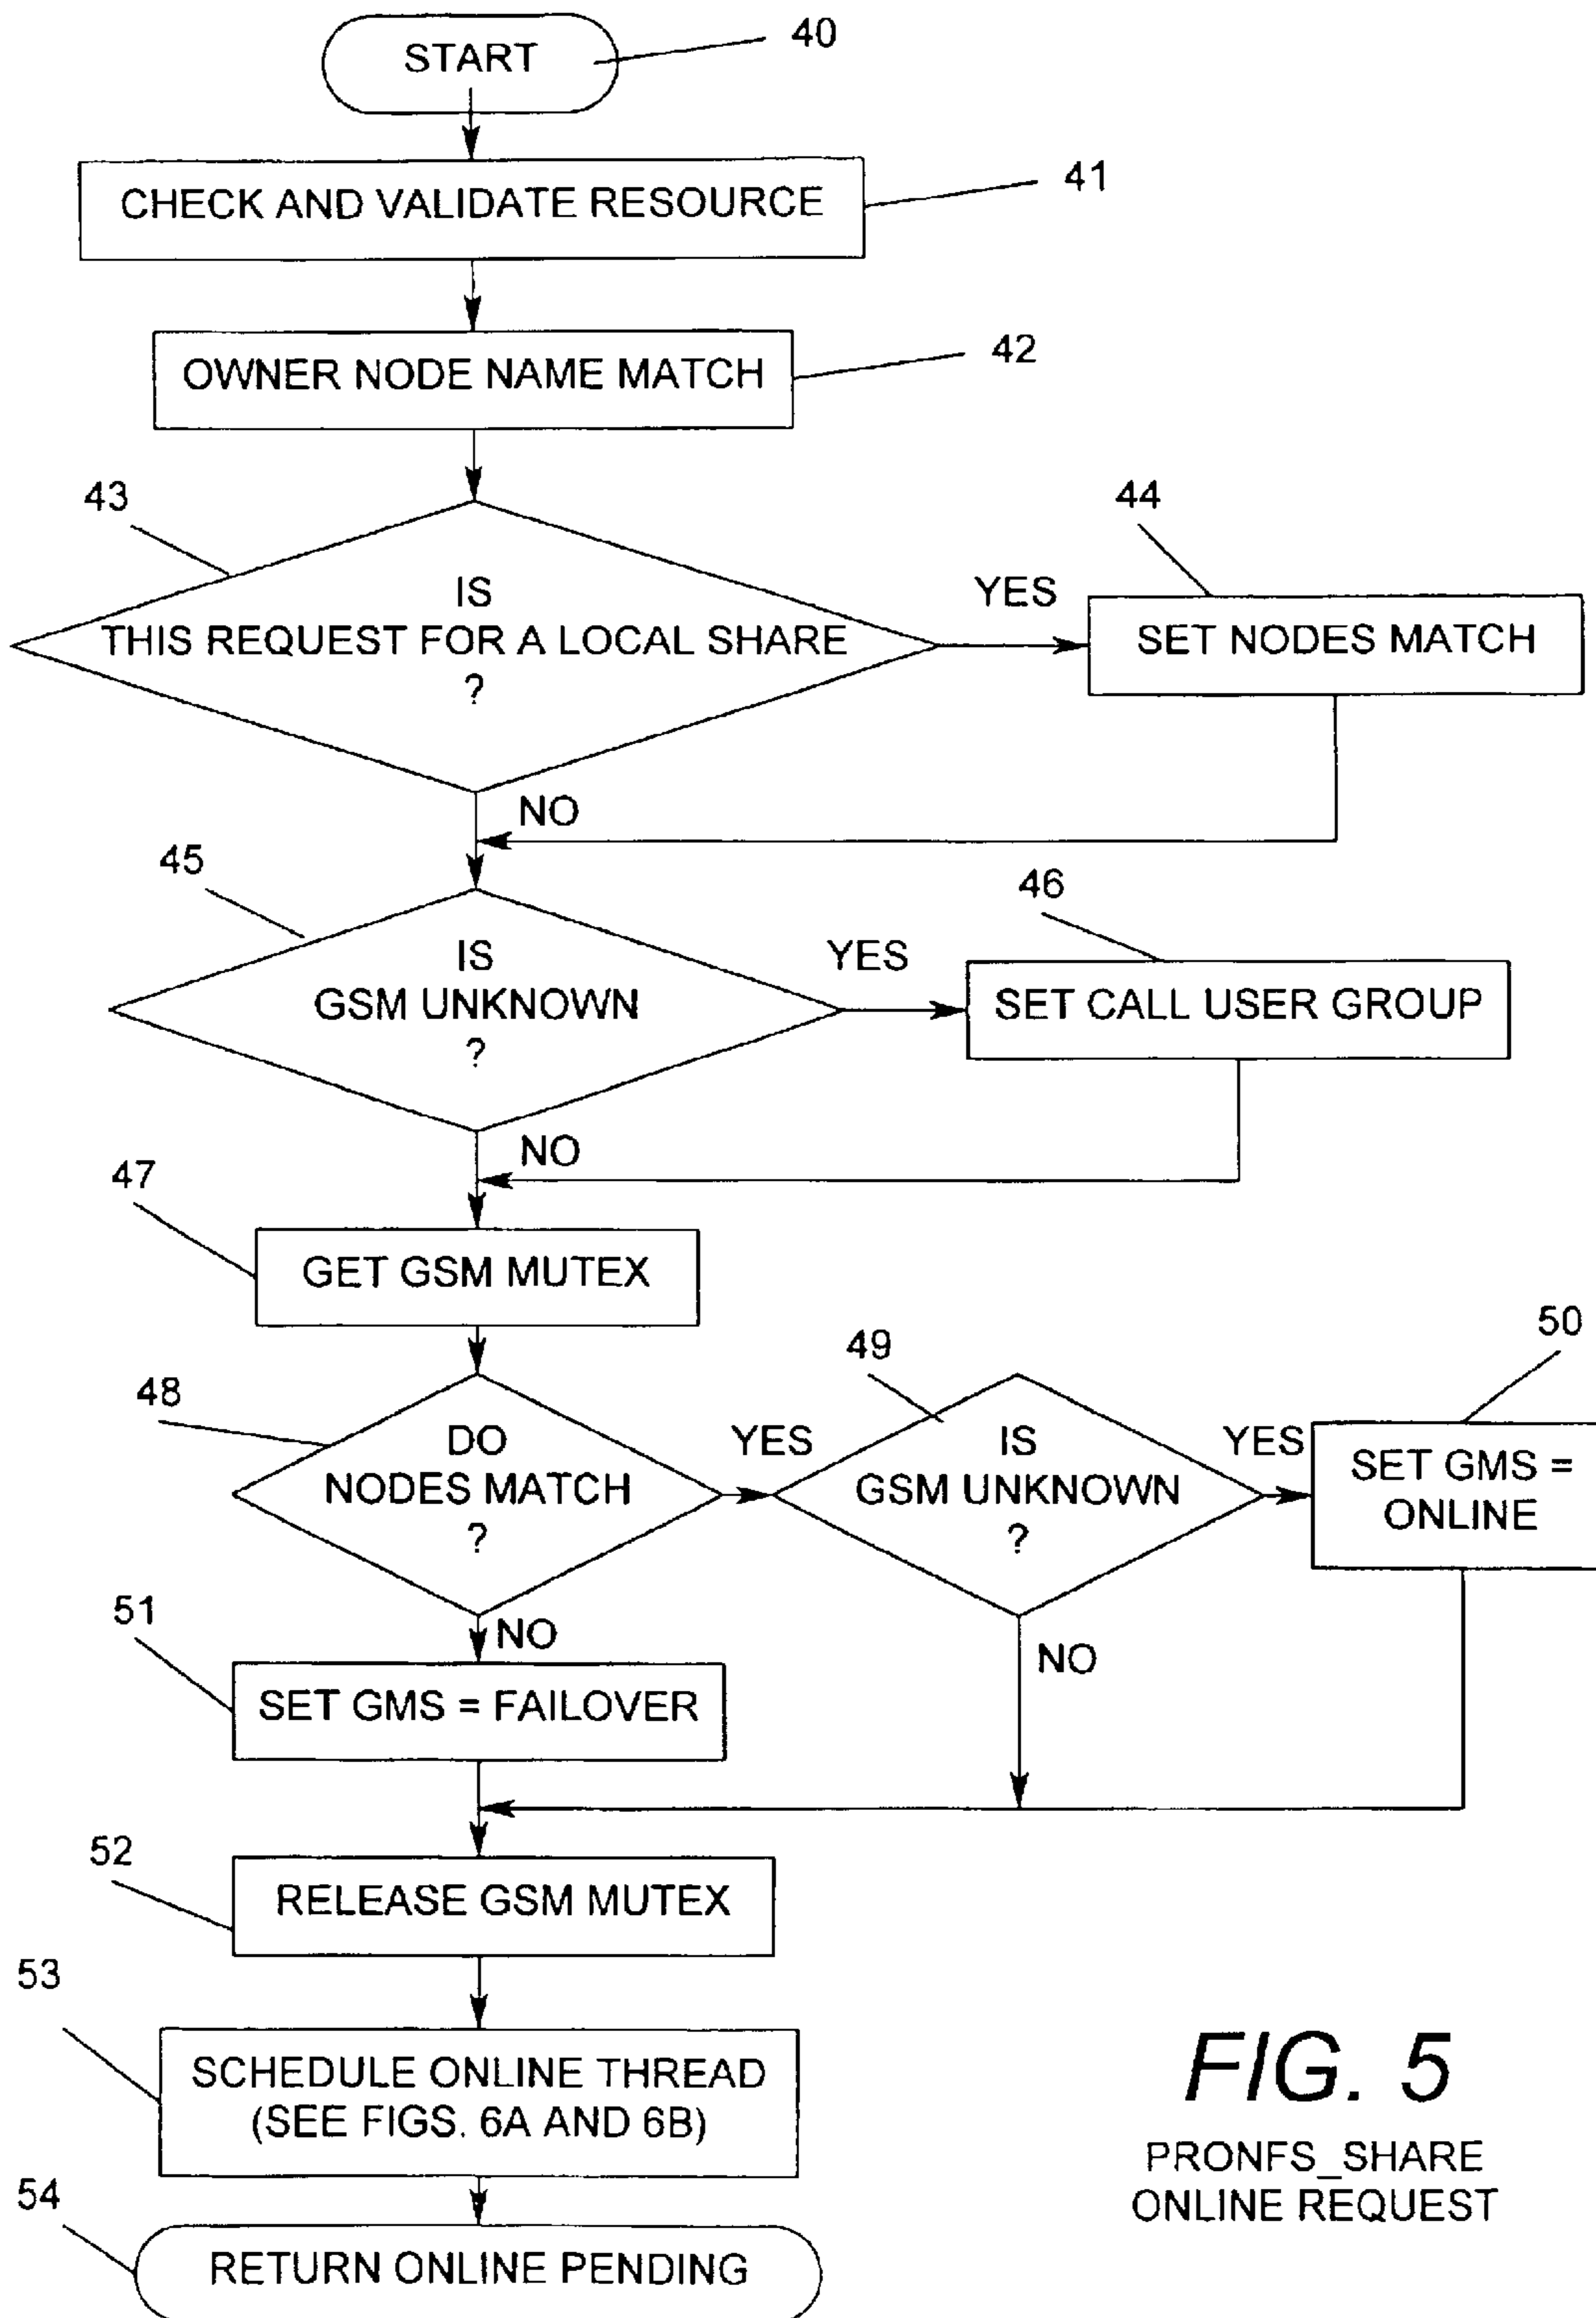 START
40
CHECK AND VALIDATE RESOURCE
41
OWNER NODE NAME MATCH
42
43
IS
THIS REQUEST FOR A LOCAL SHARE
?
YES
44
SET NODES MATCH
NO
45
IS
GSM UNKNOWN
?
YES
46
SET CALL USER GROUP
NO
47
GET GSM MUTEX
48
DO
NODES MATCH
?
YES
49
IS
GSM UNKNOWN
?
YES
50
SET GMS =
ONLINE
NO
NO
51
SET GMS = FAILOVER
52
RELEASE GSM MUTEX
53
SCHEDULE ONLINE THREAD
(SEE FIGS. 6A AND 6B)
54
RETURN ONLINE PENDING
FIG. 5
PRONFS_SHARE
ONLINE REQUEST